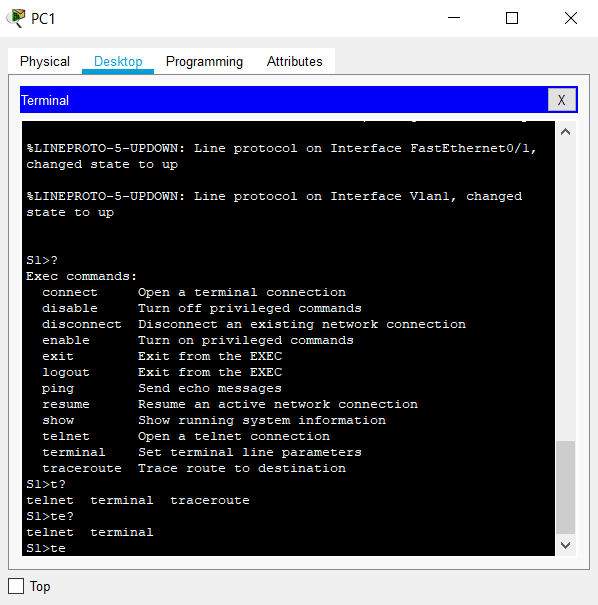 PC1
Physical Desktop Programming Attributes
Terminal X
%LINEPROTO-5-UPDOWN: Line protocol on Interface FastEthernet0/1,
changed state to up
%LINEPROTO-5-UPDOWN: Line protocol on Interface Vlan1, changed
state to up
S1>?
Exec commands:
connect Open a terminal connection
disable Turn off privileged commands
disconnect Disconnect an existing network connection
enable Turn on privileged commands
exit Exit from the EXEC
logout Exit from the EXEC
ping Send echo messages
resume Resume an active network connection
show Show running system information
telnet Open a telnet connection
terminal Set terminal line parameters
traceroute Trace route to destination
S1>t?
telnet terminal traceroute
S1>te?
telnet terminal
S1>te
Top